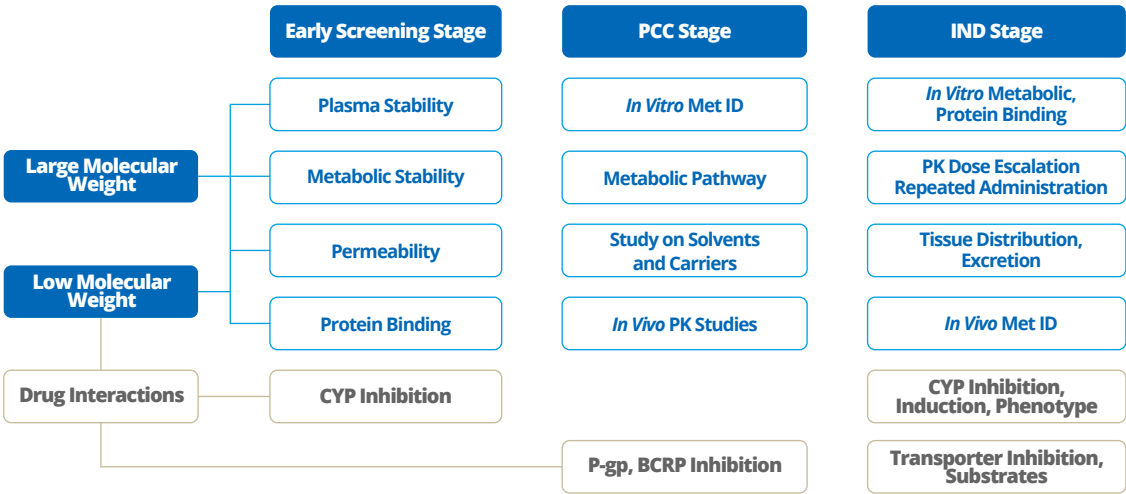 Early Screening Stage
PCC Stage
IND Stage
Plasma Stability
In Vitro Met ID
In Vitro Metabolic,
Protein Binding
Large Molecular
Weight
Metabolic Stability
Metabolic Pathway
PK Dose Escalation
Repeated Administration
Permeability
Study on Solvents
and Carriers
Tissue Distribution,
Excretion
Low Molecular
Weight
Protein Binding
In Vivo PK Studies
In Vivo Met ID
Drug Interactions
CYP Inhibition
CYP Inhibition,
Induction, Phenotype
P-gp, BCRP Inhibition
Transporter Inhibition,
Substrates